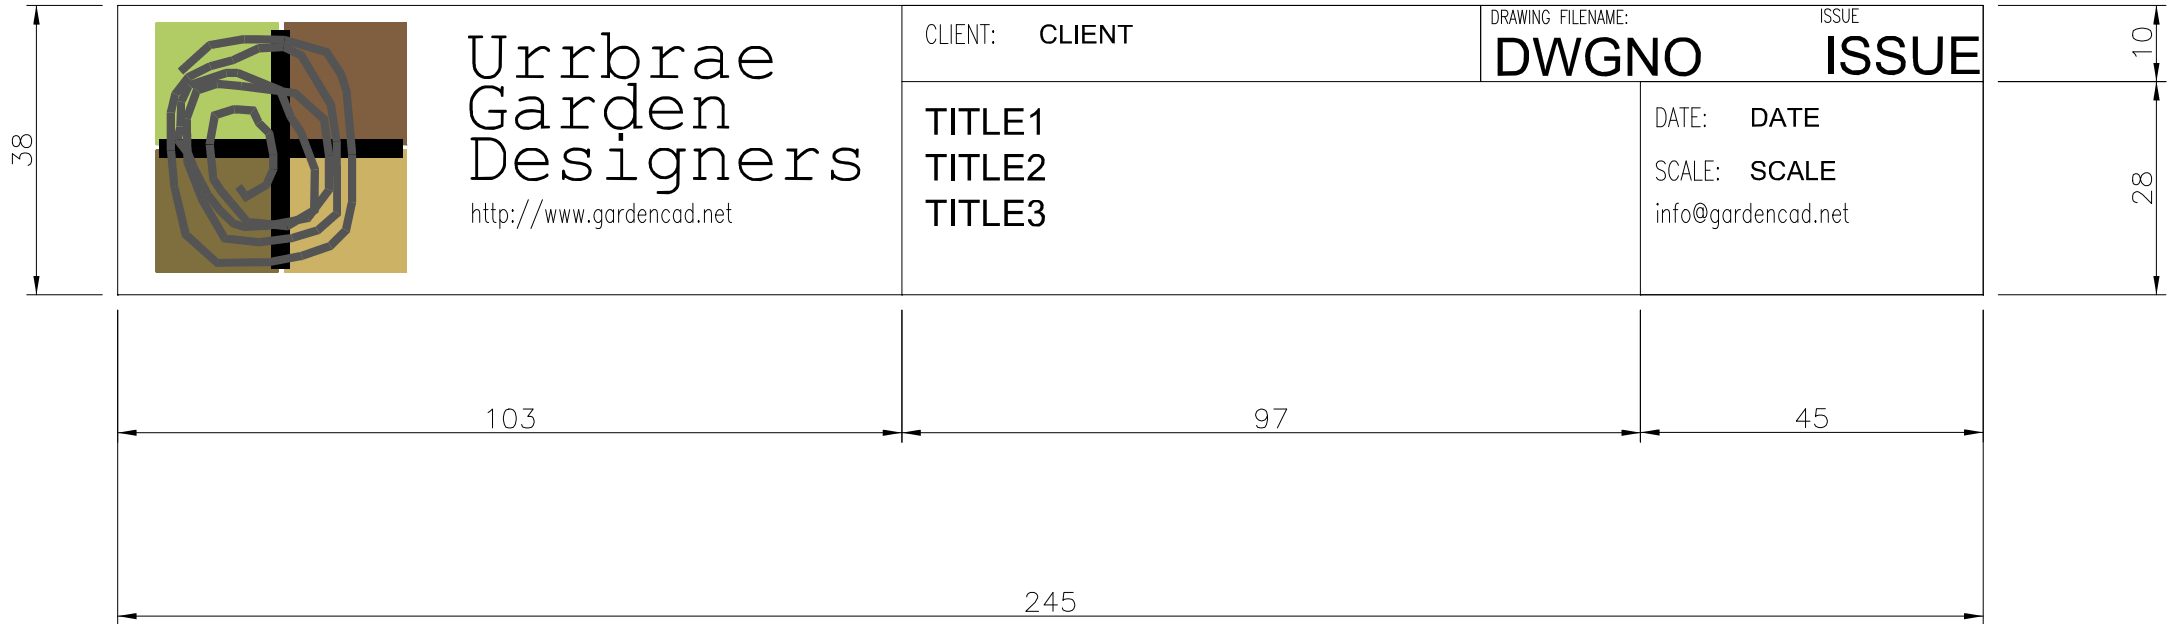 Urrbrae
Garden
Designers
http://www.gardencad.net
CLIENT: CLIENT
DRAWING FILENAME: ISSUE
DWGNO ISSUE
TITLE1
TITLE2
TITLE3
DATE: DATE
SCALE: SCALE
info@gardencad.net
38
10
28
103
97
45
245